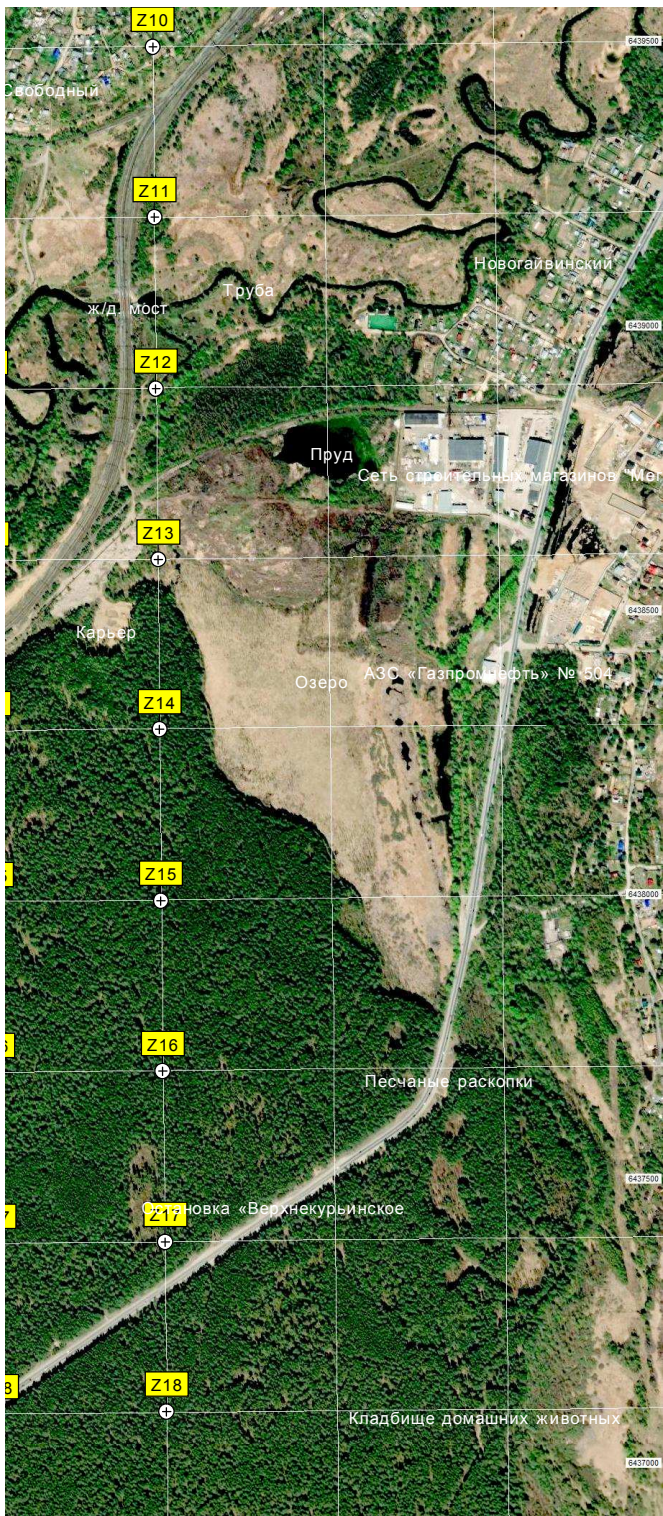 Z10
6439500
Свободный
Z11
Новогайвинский
Труба
ж/д. мост
6439000
Z12
Пруд
Сеть строительных магазинов
Z13
6438500
Карьер
АЗС «Газпромнефть» № 504
Озеро
Z14
Z15
6438000
Z16
Песчаные раскопки
6437500
Остановка «Верхнекурьинское
Z17
Z18
8
Кладбище домашних животных
6437000